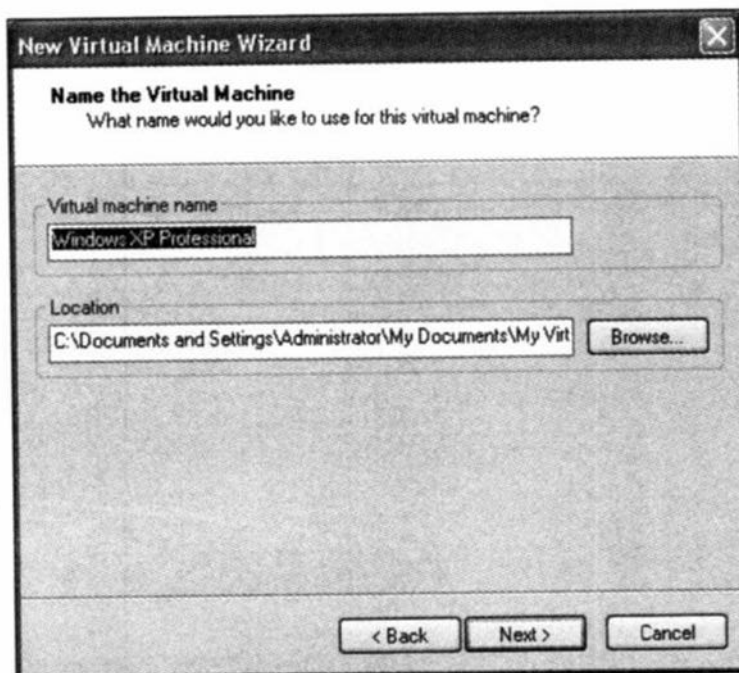 New Virtual Machine Wizard
Name the Virtual Machine
What name would you like to use for this virtual machine?
Virtual machine name
Windows XP Professional
Location
C:\Documents and Settings\Administrator\My Documents\My Virt
Browse...
< Back
Next >
Cancel